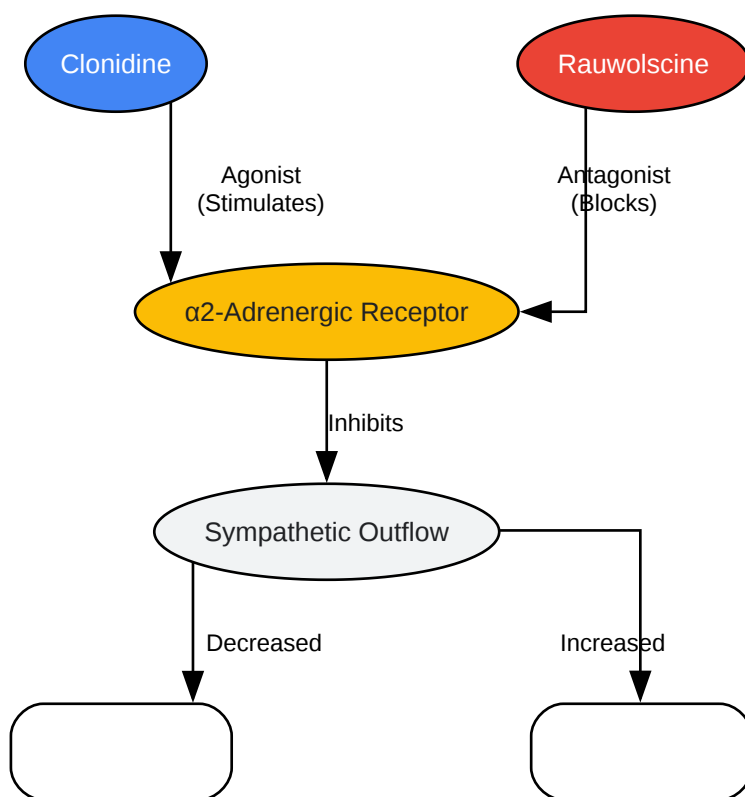 Clonidine
Rauwolscine
Agonist
(Stimulates)
Antagonist
(Blocks)
α2-Adrenergic Receptor
Inhibits
Sympathetic Outflow
Decreased
Increased